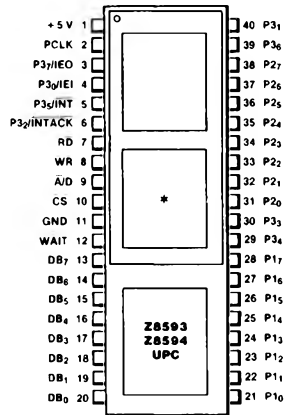 +5 V 1
PCLK 2
P3₇/IEO 3
P3₀/IEI 4
P3₅/INT 5
P3₂/INTACK 6
RD 7
WR 8
A/D 9
CS 10
GND 11
WAIT 12
DB₇ 13
DB₆ 14
DB₅ 15
DB₄ 16
DB₃ 17
DB₂ 18
DB₁ 19
DB₀ 20
*
Z8593
Z8594
UPC
40 P3₁
39 P3₆
38 P2₇
37 P2₆
36 P2₅
35 P2₄
34 P2₃
33 P2₂
32 P2₁
31 P2₀
30 P3₃
29 P3₄
28 P1₇
27 P1₆
26 P1₅
25 P1₄
24 P1₃
23 P1₂
22 P1₁
21 P1₀